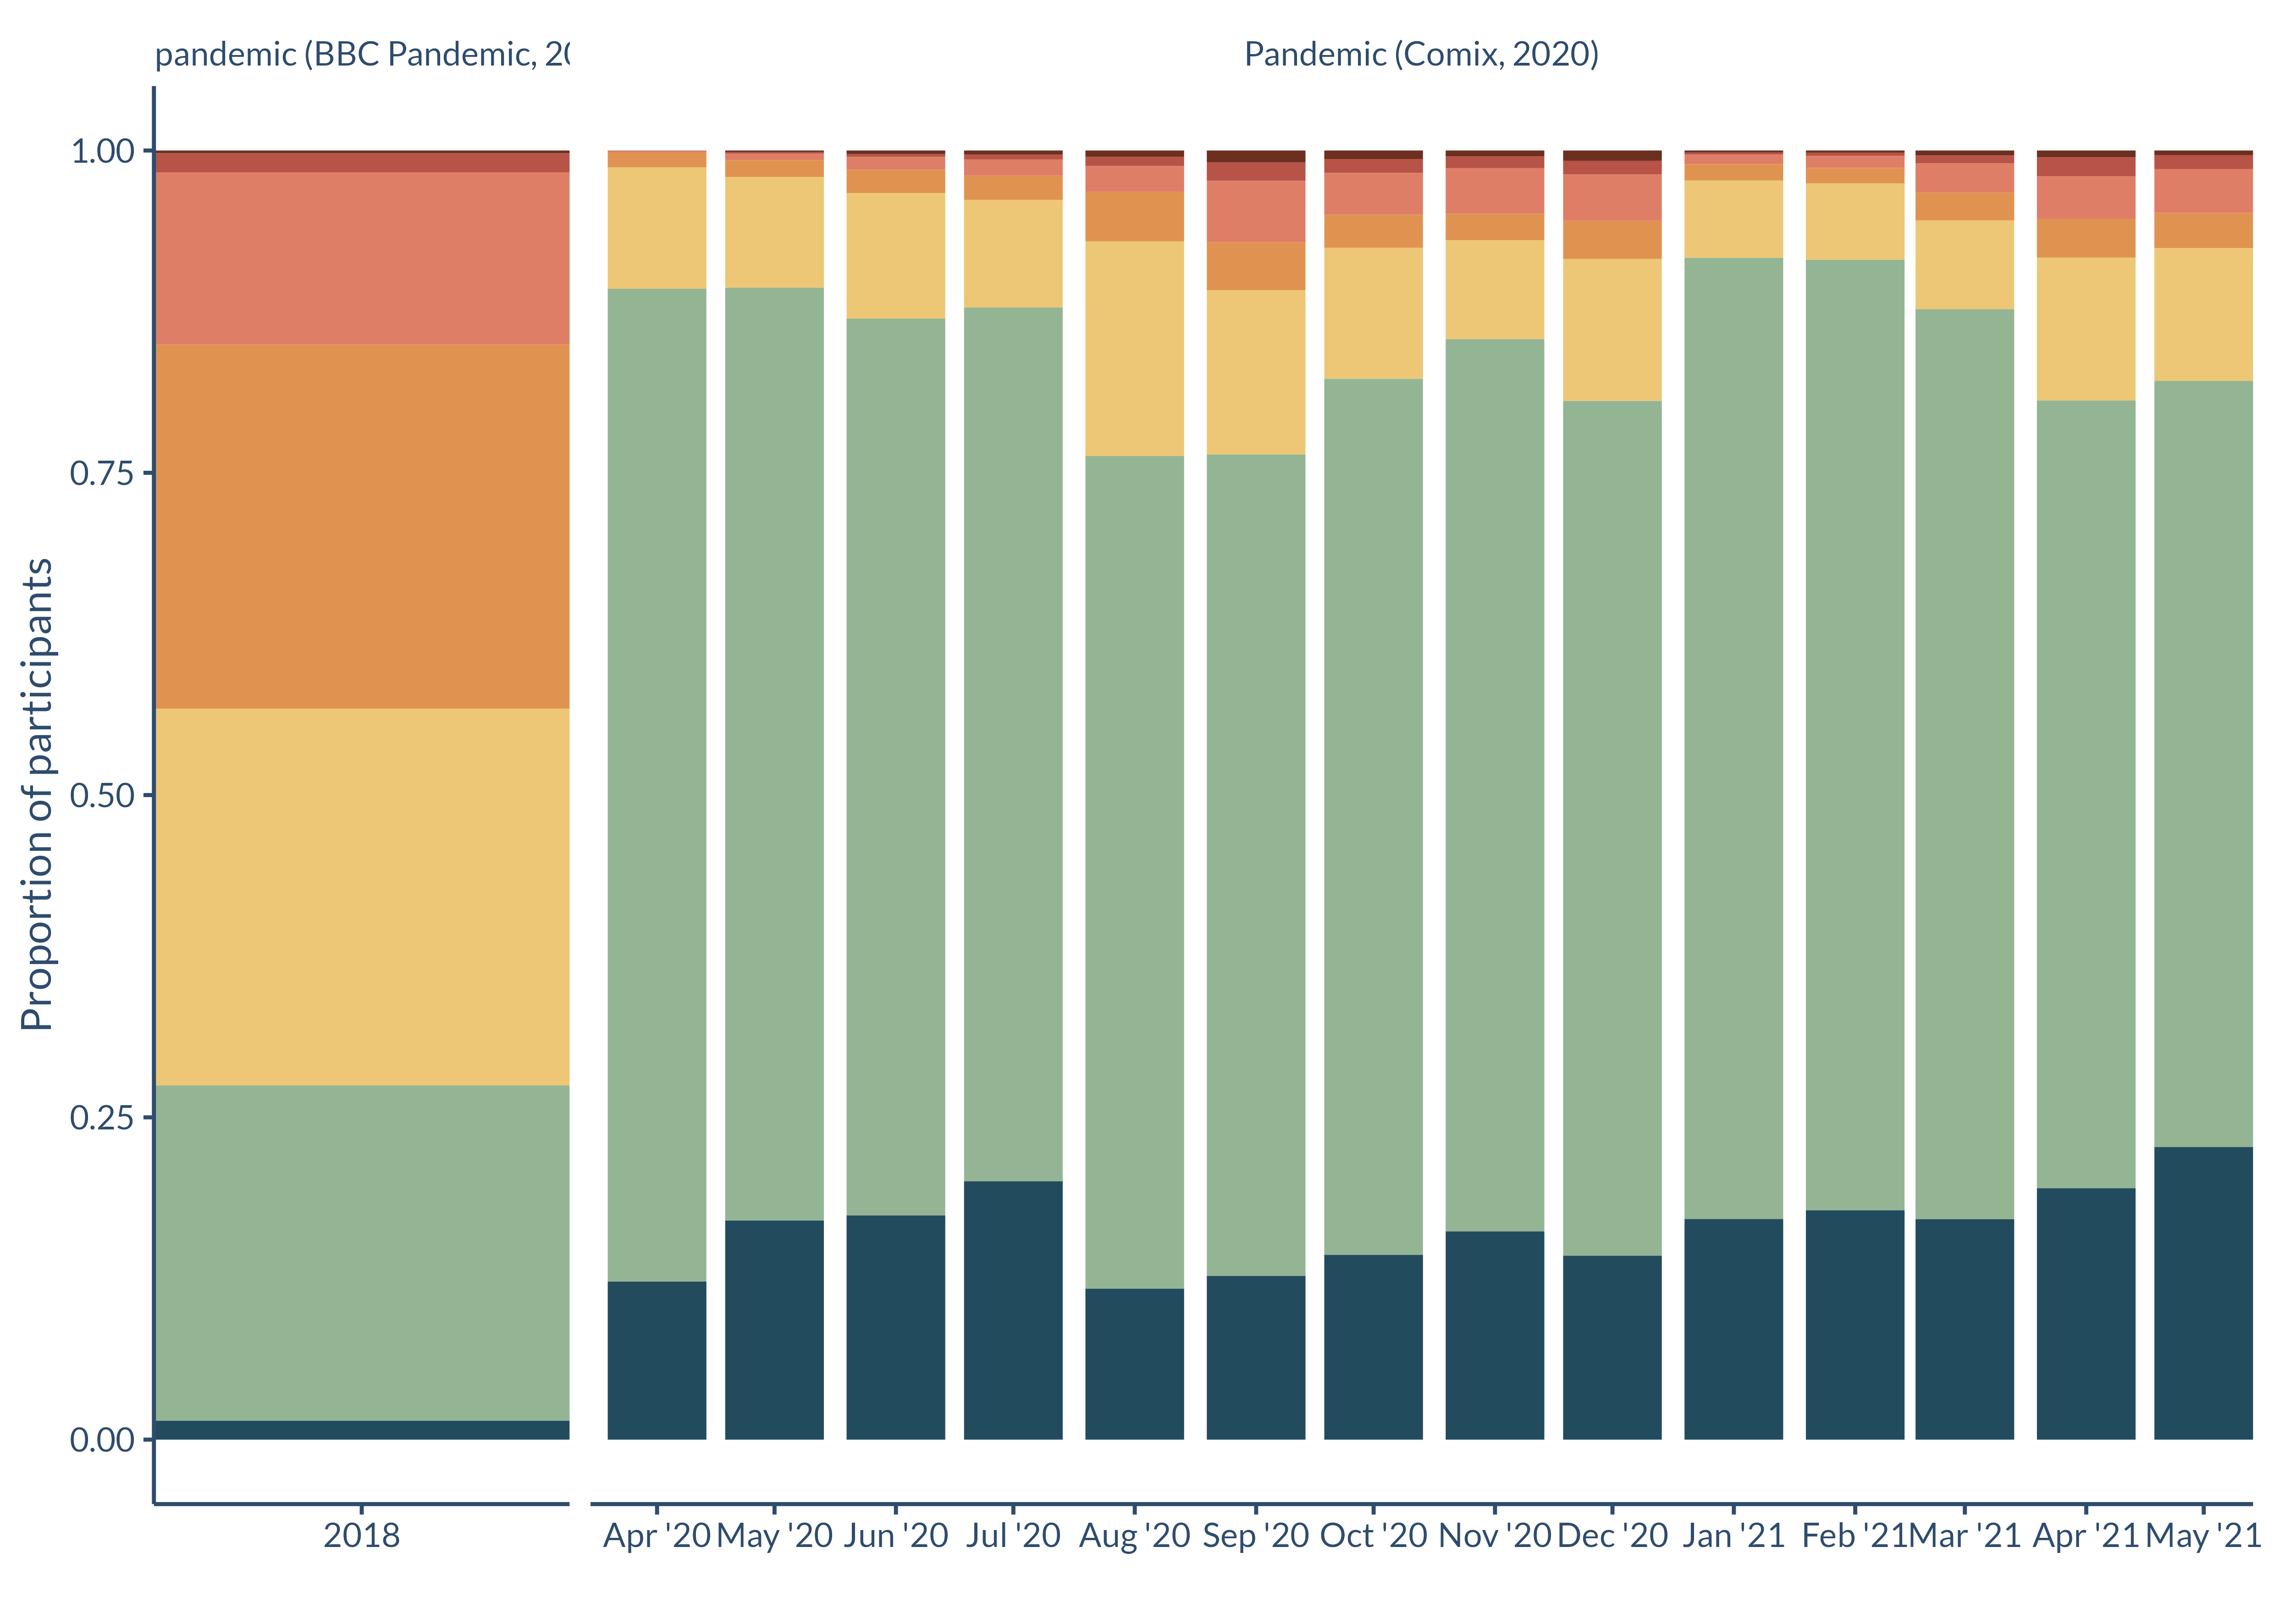 pandemic (BBC Pandemic, 20
Pandemic (Comix, 2020)
1.00
0.75
0.50
0.25
0.00
Proportion of participants
2018
Apr '20 May '20 Jun '20 Jul '20 Aug '20 Sep '20 Oct '20 Nov '20 Dec '20 Jan '21 Feb '21 Mar '21 Apr '21 May '21